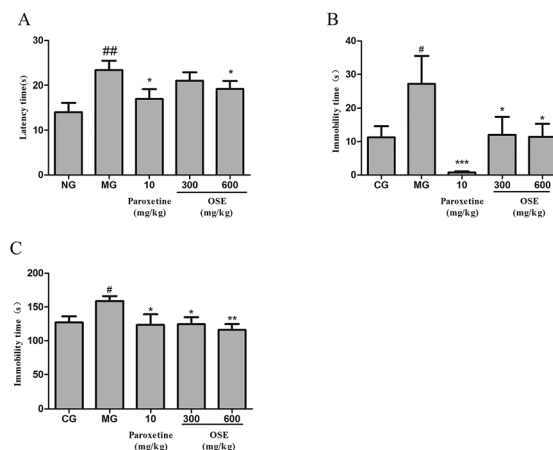 A
30
20
10
0
Latency time(s)
##
*
*
NG MG 10 300 600
Paroxetine OSE
(mg/kg) (mg/kg)
B
40
30
20
10
0
Immobility time (s)
#
***
*
*
CG MG 10 300 600
Paroxetine OSE
(mg/kg) (mg/kg)
C
200
150
100
50
0
Immobility time (s)
#
*
*
**
CG MG 10 300 600
Paroxetine OSE
(mg/kg) (mg/kg)